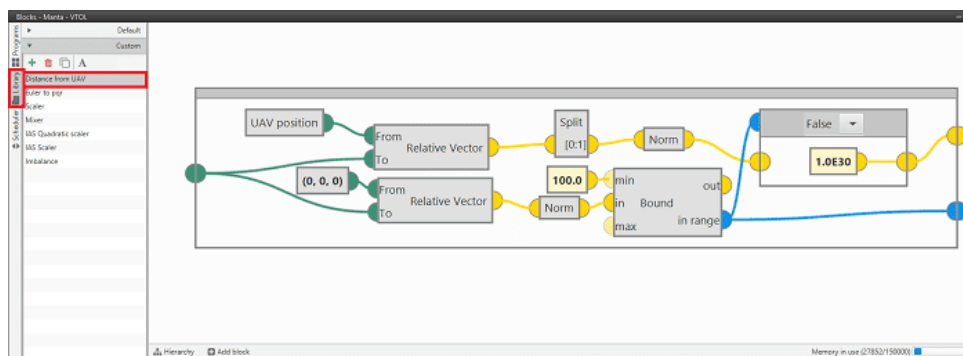 Blocks - Manta - VTOL
Programs
Library
Scheduler
Default
Custom
A
Distance from UAV
Euler to pqr
Scaler
Mixer
IAS Quadratic scaler
IAS Scaler
Imbalance
UAV position
From
To
Relative Vector
(0, 0, 0)
From
To
Relative Vector
Split
[0:1]
Norm
100.0
Norm
min
in
max
Bound
out
in range
False
1.0E30
Hierarchy
Add block
Memory in use (27852/150000)